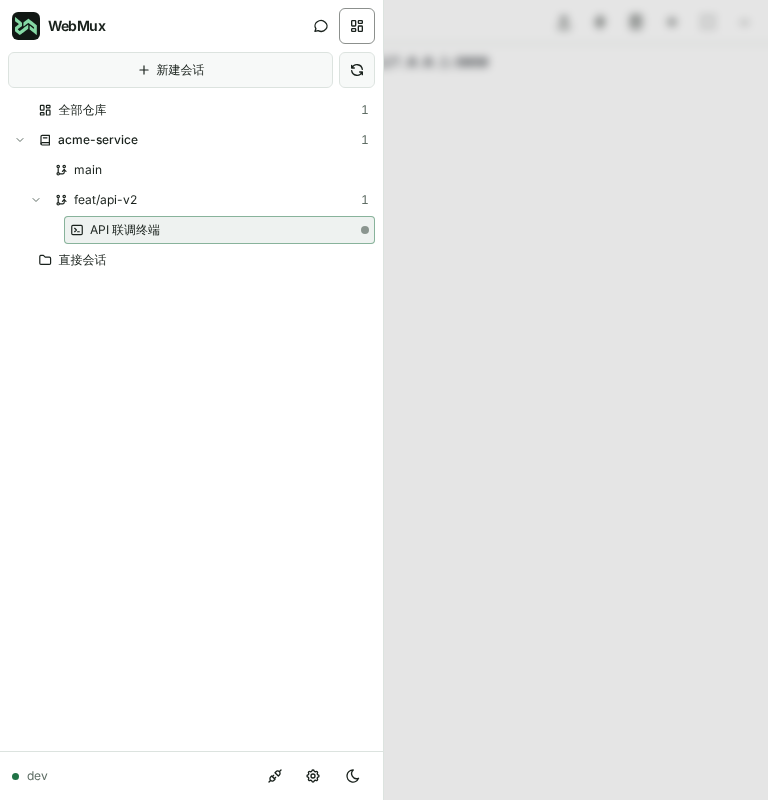 WebMux
新建会话
全部仓库 1
acme-service 1
main
feat/api-v2 1
API 联调终端
直接会话
dev